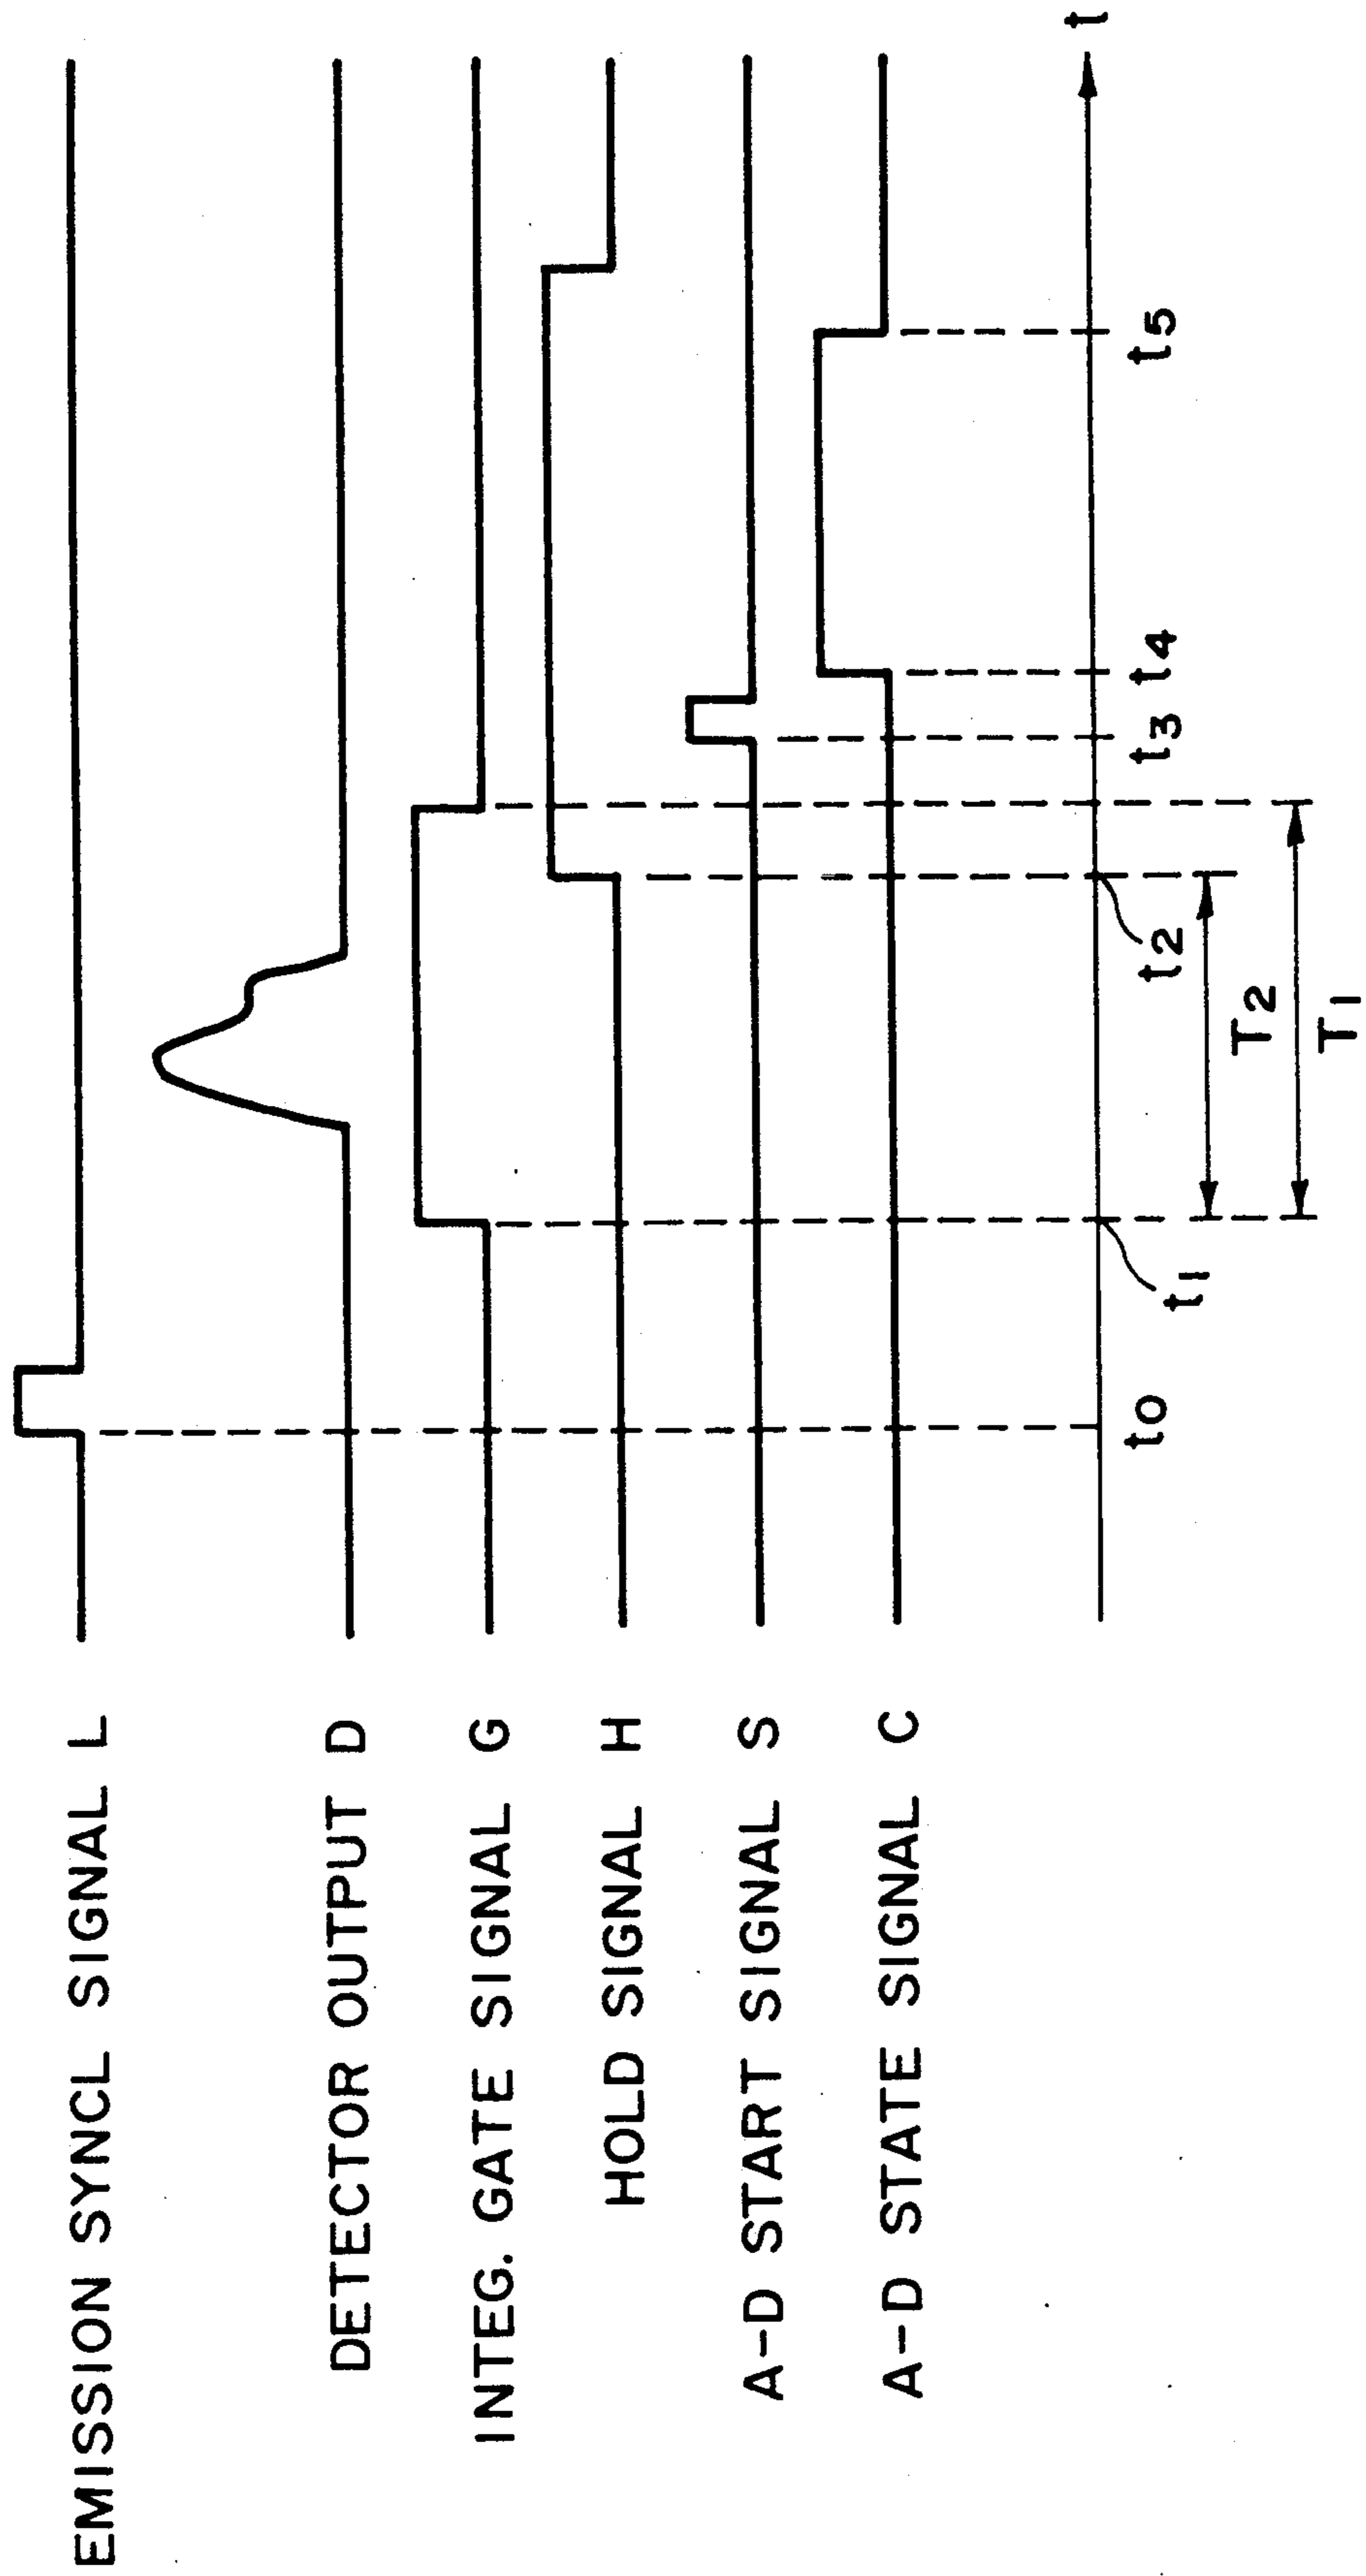 EMISSION SYNCL SIGNAL L
DETECTOR OUTPUT D
INTEG. GATE SIGNAL G
HOLD SIGNAL H
A-D START SIGNAL S
A-D STATE SIGNAL C
t0
t1
t2
t3
t4
t5
t
T2
T1